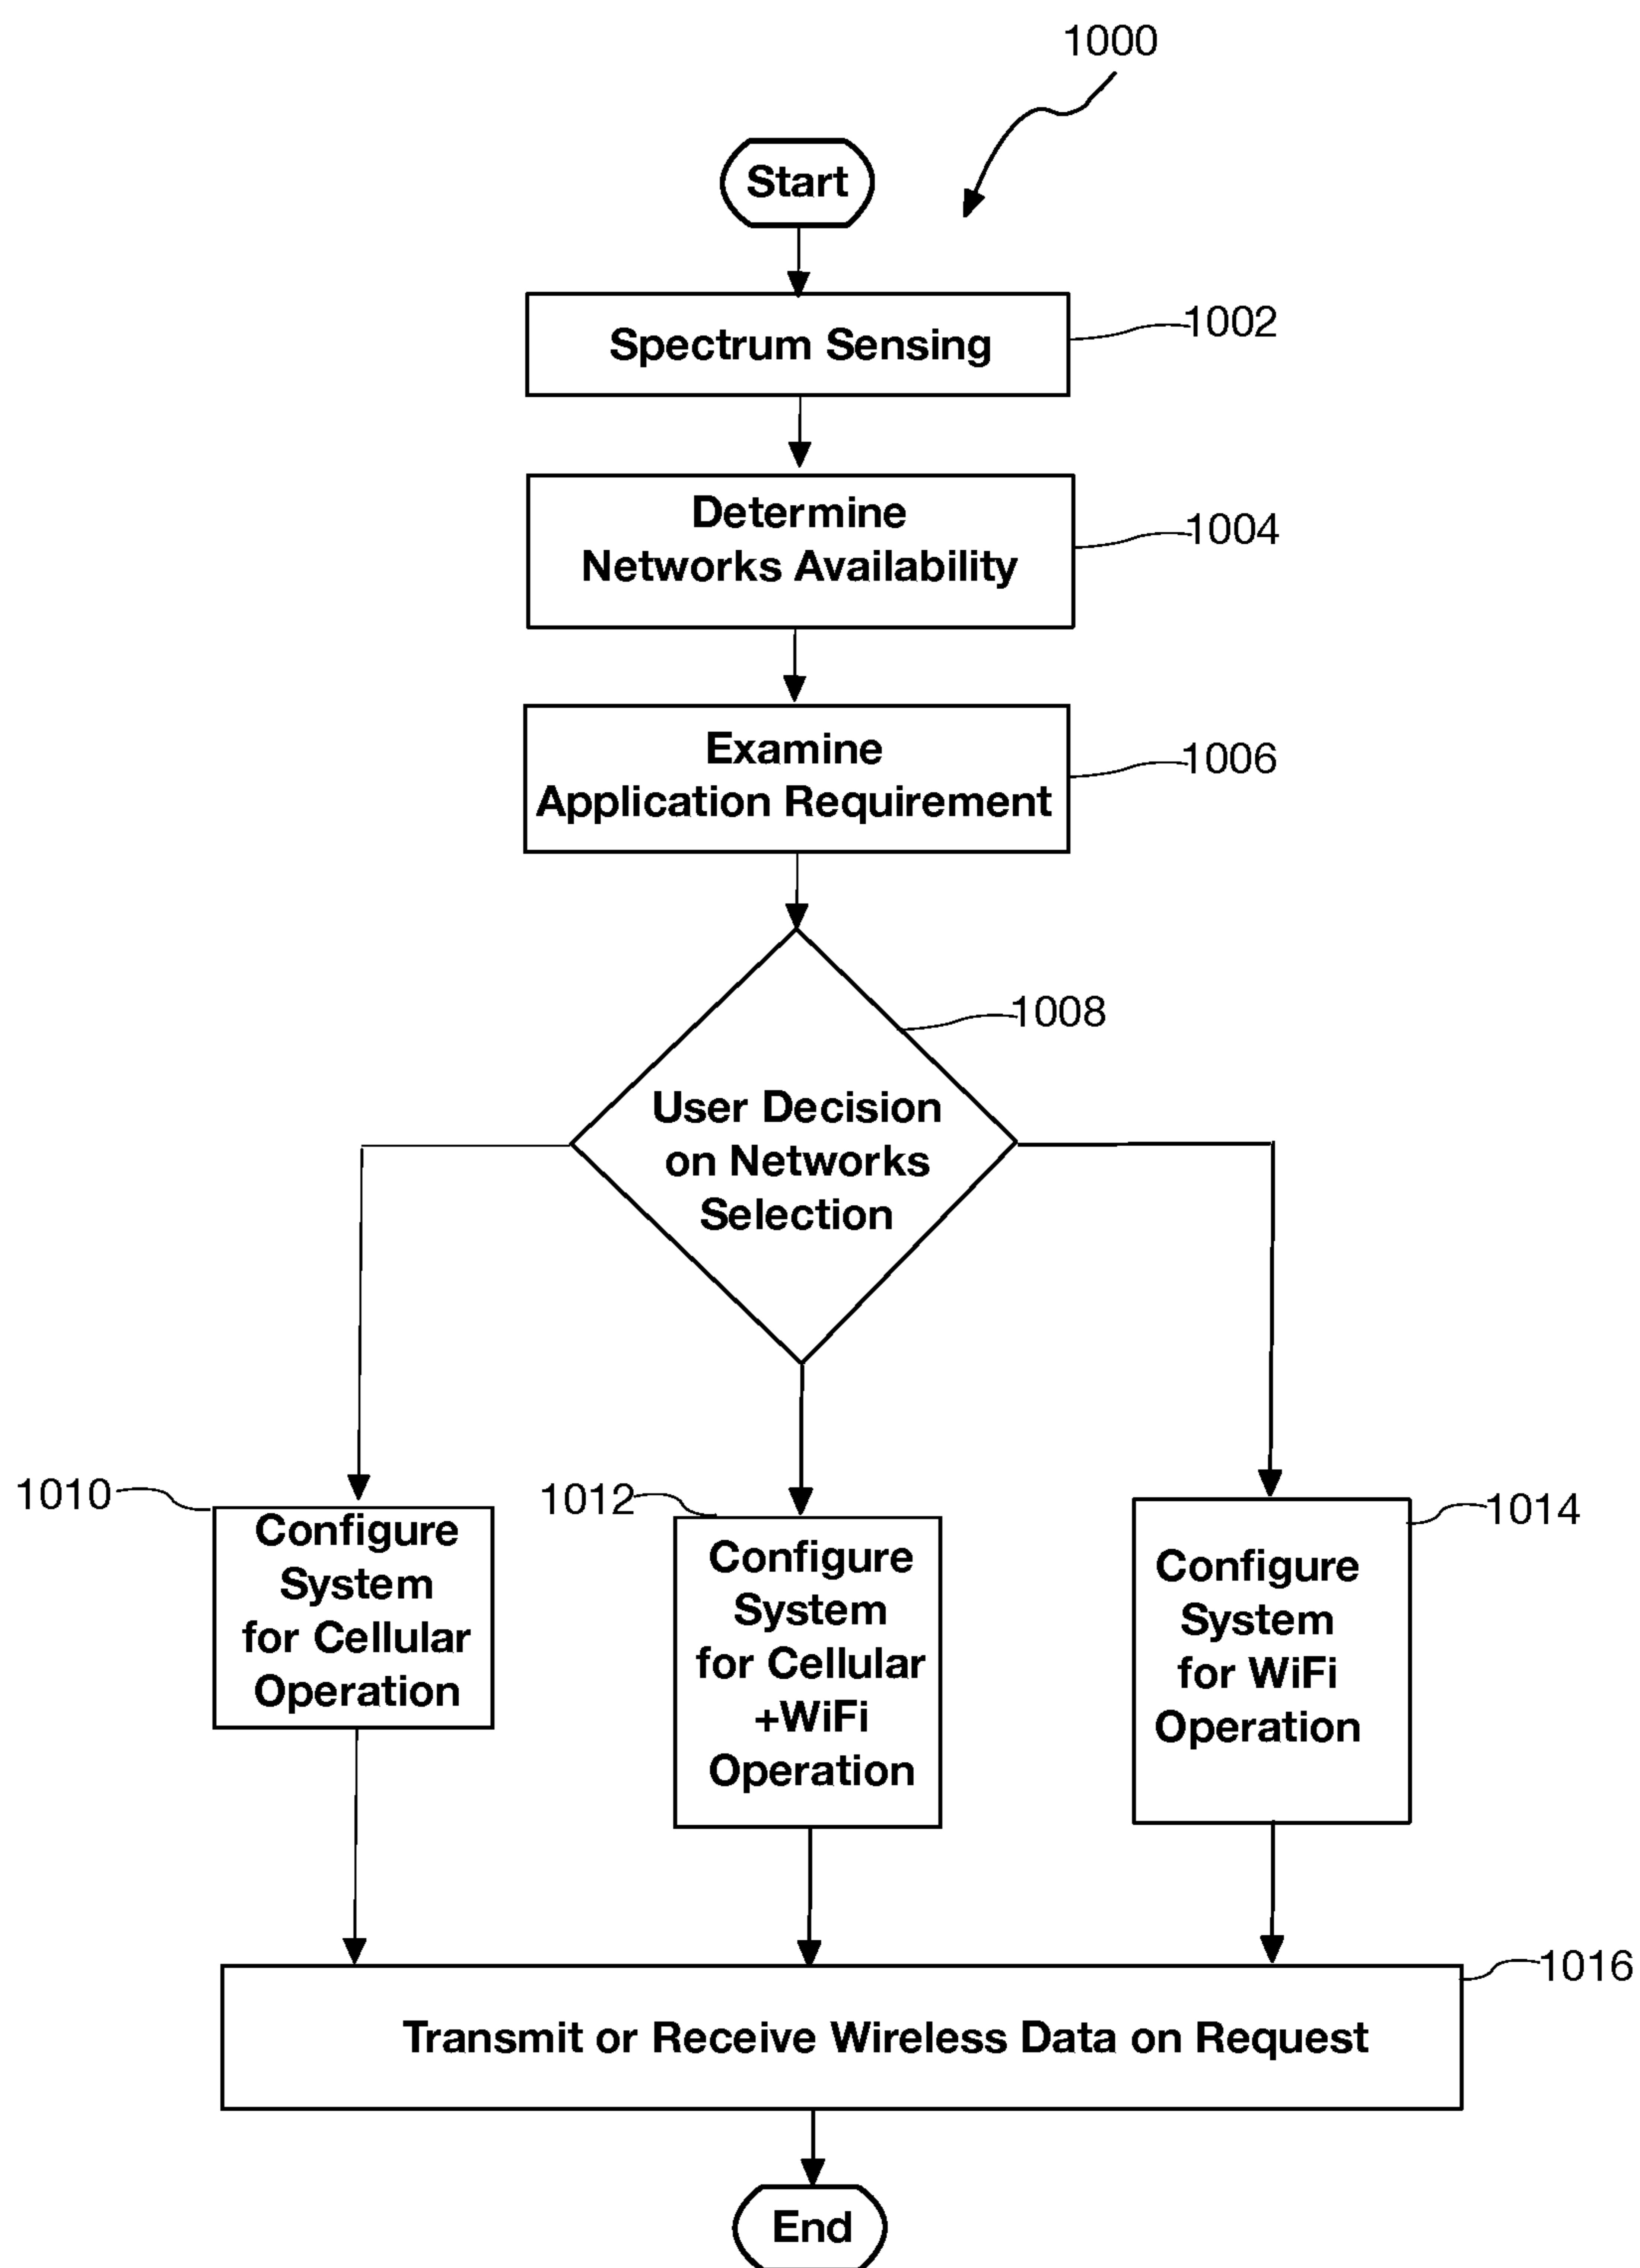 1000
Start
Spectrum Sensing
1002
Determine
Networks Availability
1004
Examine
Application Requirement
1006
1008
User Decision
on Networks
Selection
1010
Configure
System
for Cellular
Operation
1012
Configure
System
for Cellular
+WiFi
Operation
1014
Configure
System
for WiFi
Operation
1016
Transmit or Receive Wireless Data on Request
End